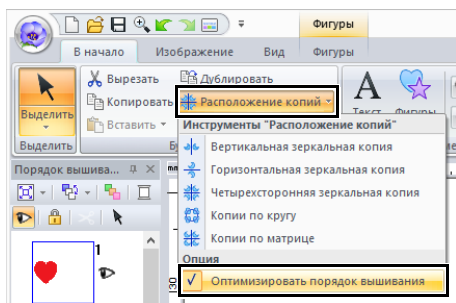 Фигуры
В начало Изображение Вид Фигуры
Вырезать
Дублировать
Копировать
Расположение копий
Выделить
Вставить
Текст Фигуры
Выделить
Инструменты "Расположение копий"
Вертикальная зеркальная копия
Горизонтальная зеркальная копия
Четырехсторонняя зеркальная копия
Копии по кругу
Копии по матрице
Опция
Оптимизировать порядок вышивания
Порядок вышива...
1